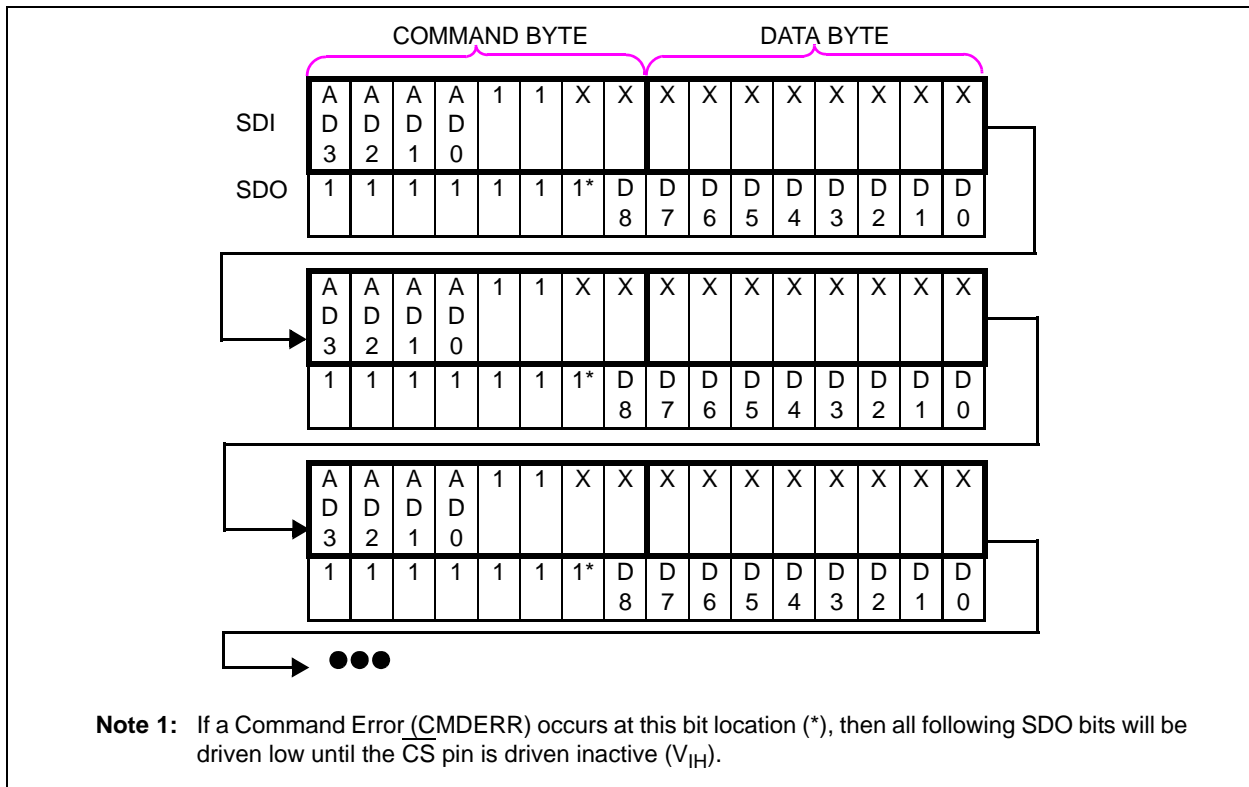 COMMAND BYTE DATA BYTE
SDI
A A A A 1 1 X X X X X X X X X X
D D D D
3 2 1 0
SDO
1 1 1 1 1 1 1* D D D D D D D D D
8 7 6 5 4 3 2 1 0
A A A A 1 1 X X X X X X X X X X
D D D D
3 2 1 0
1 1 1 1 1 1 1* D D D D D D D D D
8 7 6 5 4 3 2 1 0
A A A A 1 1 X X X X X X X X X X
D D D D
3 2 1 0
1 1 1 1 1 1 1* D D D D D D D D D
8 7 6 5 4 3 2 1 0
Note 1: If a Command Error (CMDERR) occurs at this bit location (*), then all following SDO bits will be
driven low until the CS pin is driven inactive (VIH).